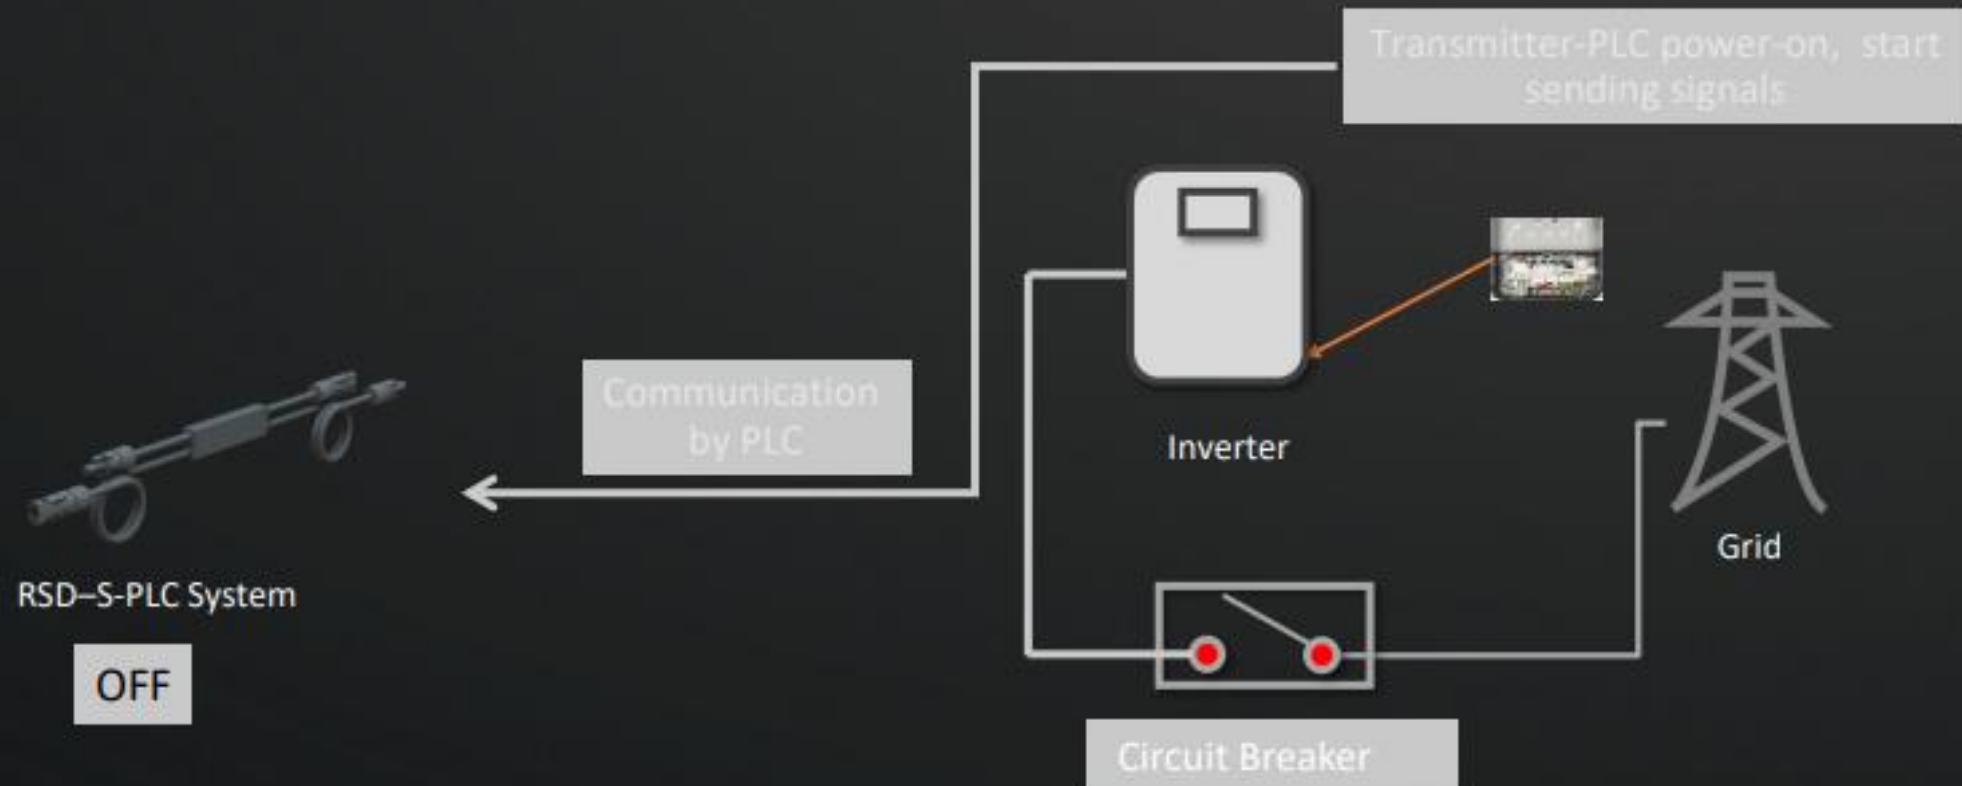 Transmitter-PLC power-on, start
sending signals
Communication
by PLC
Inverter
Grid
RSD–S-PLC System
OFF
Circuit Breaker